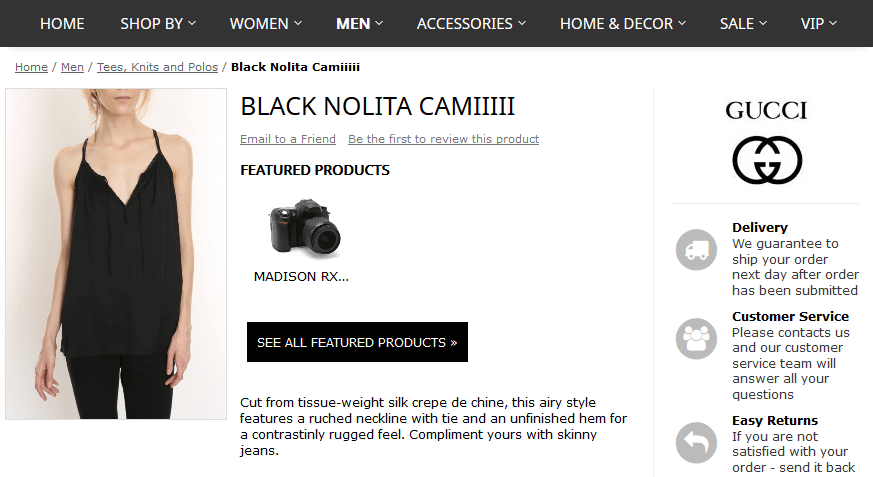 HOME SHOP BY WOMEN MEN ACCESSORIES HOME & DECOR SALE VIP
Home / Men / Tees, Knits and Polos / Black Nolita Camiiiii
BLACK NOLITA CAMIIIII
Email to a Friend Be the first to review this product
FEATURED PRODUCTS
MADISON RX...
SEE ALL FEATURED PRODUCTS »
Cut from tissue-weight silk crepe de chine, this airy style
features a ruched neckline with tie and an unfinished hem for
a contrastinly rugged feel. Compliment yours with skinny
jeans.
GUCCI
Delivery
We guarantee to
ship your order
next day after order
has been submitted
Customer Service
Please contacts us
and our customer
service team will
answer all your
questions
Easy Returns
If you are not
satisfied with your
order - send it back